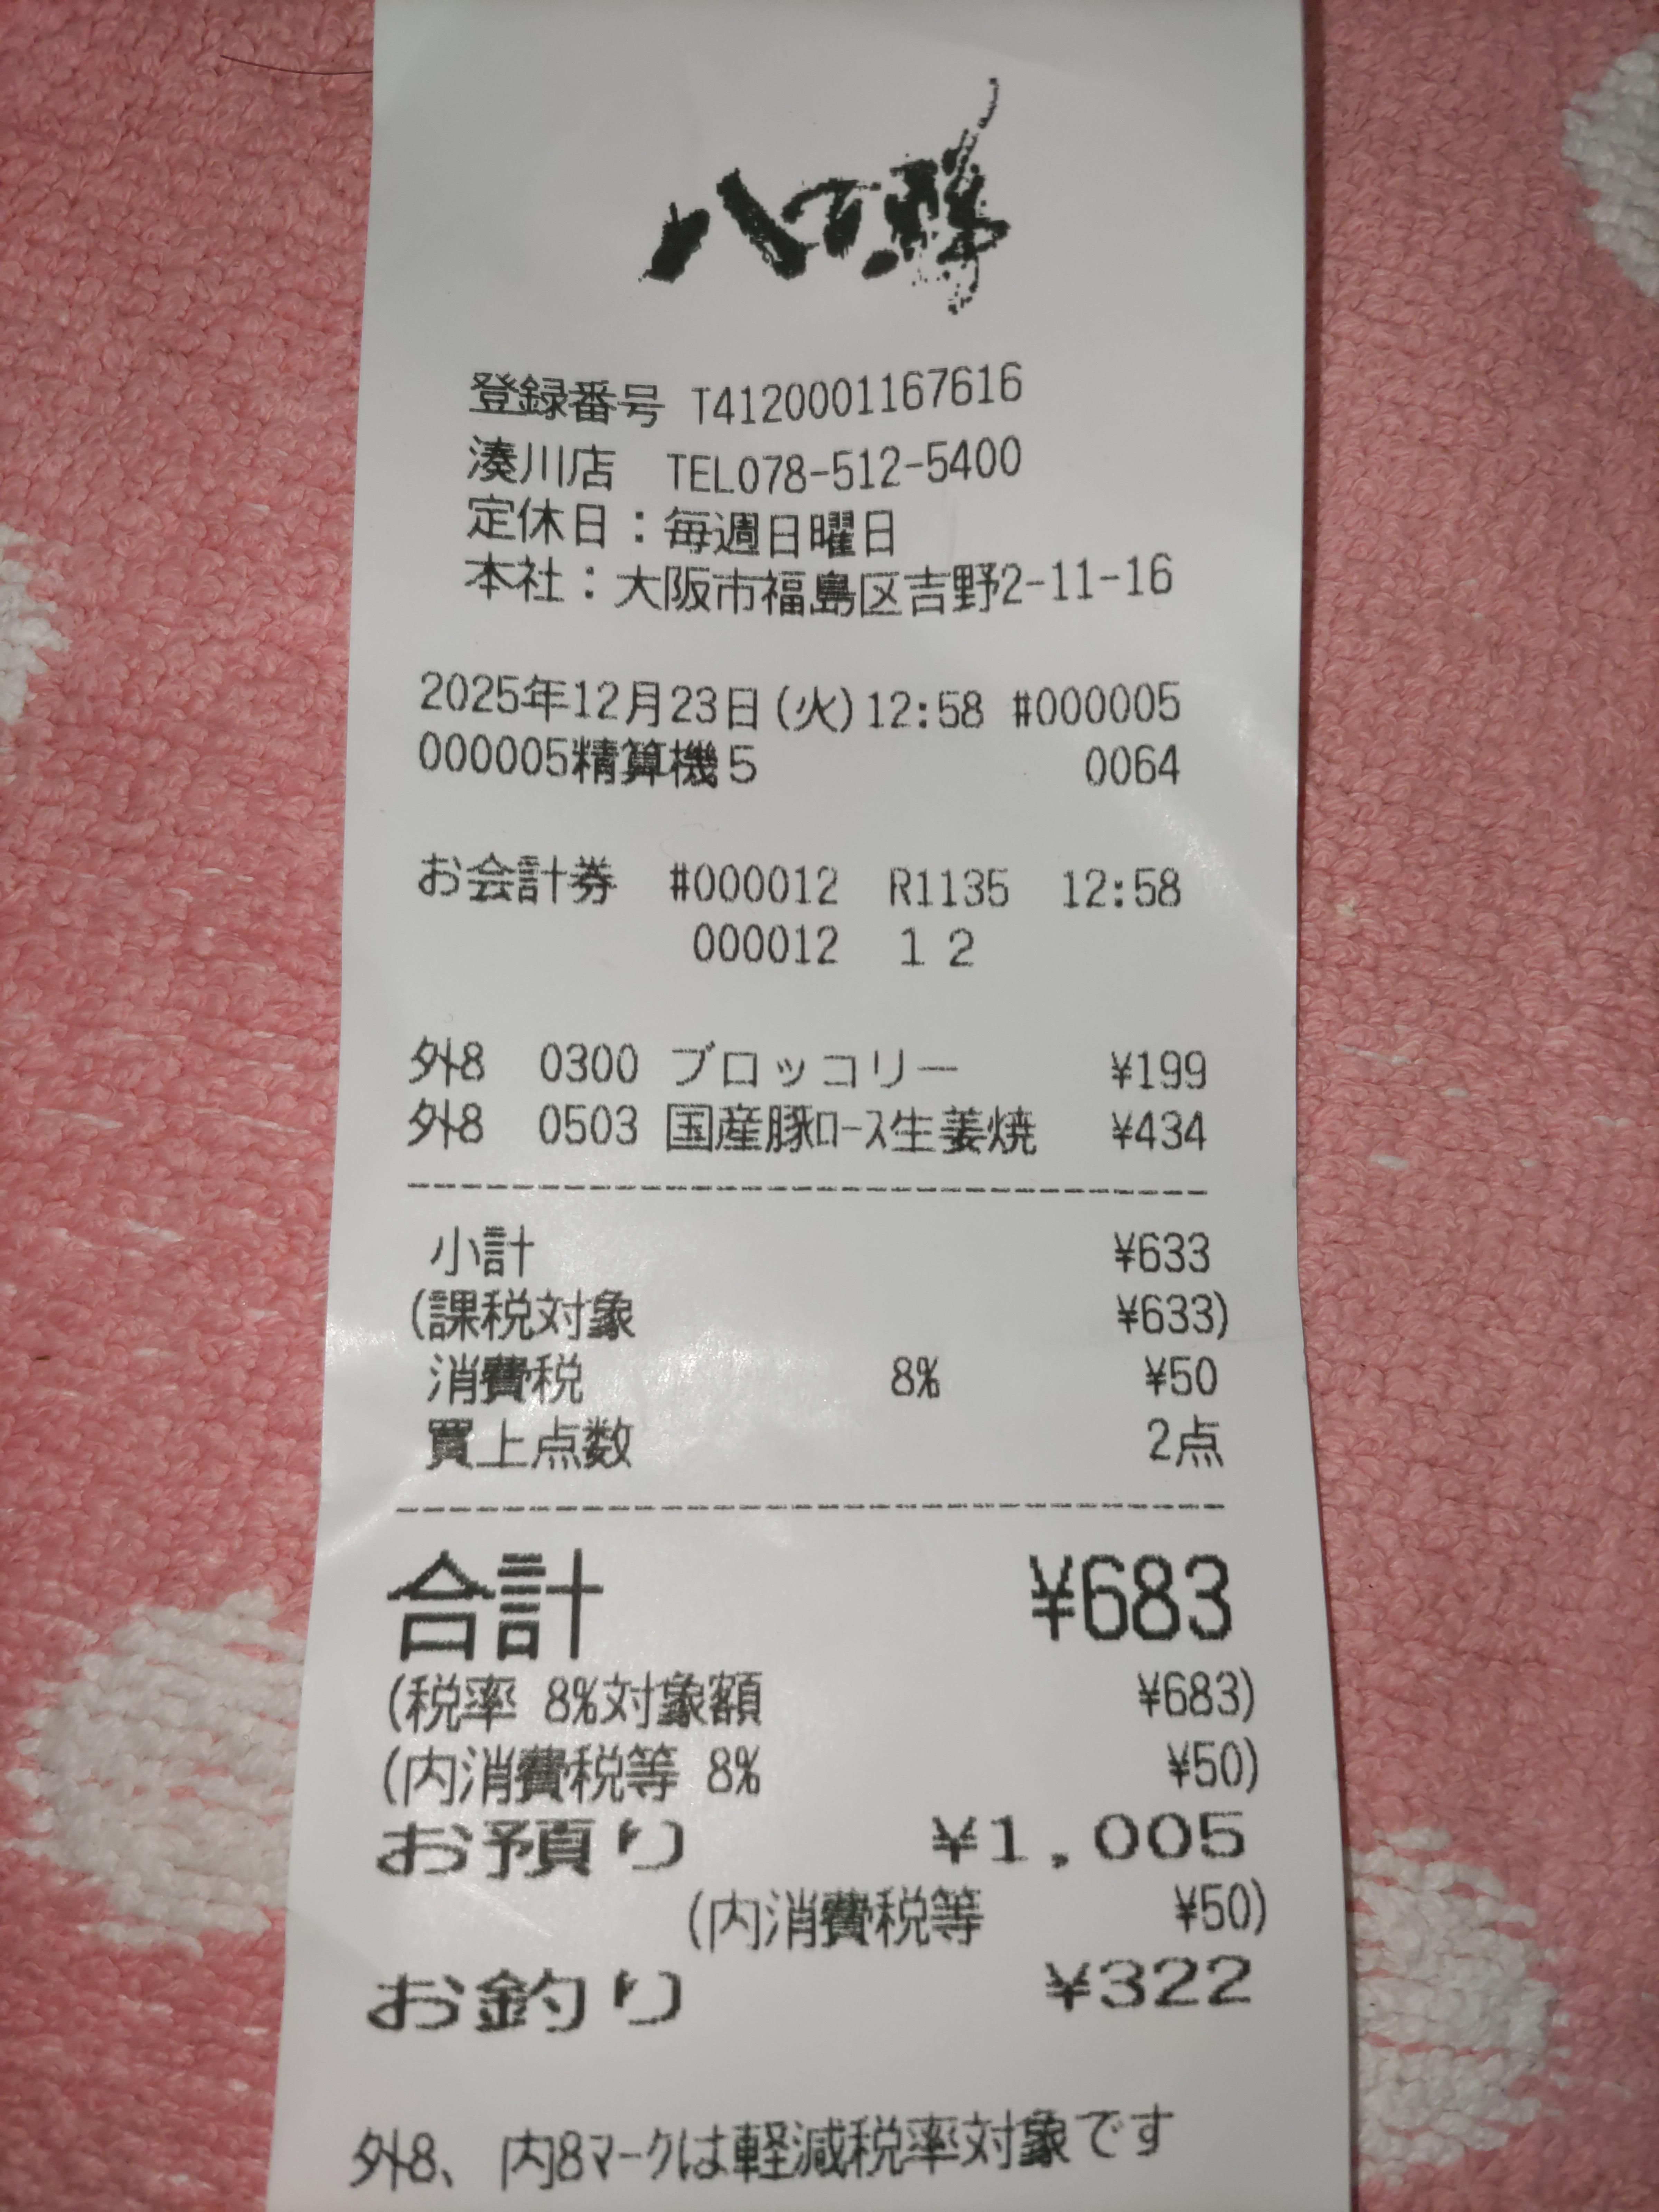 登録番号 T4120001167616
湊川店 TEL078-512-5400
定休日：毎週日曜日
本社：大阪市福島区吉野2-11-16
2025年12月23日(火)12:58 #000005
000005精算機5 0064
お会計券 #000012 R1135 12:58
000012 12
外8 0300 ブロッコリー ¥199
外8 0503 国産豚ﾛｰｽ生姜焼 ¥434
小計 ¥633
(課税対象 ¥633)
消費税 8% ¥50
買上点数 2点
合計 ¥683
(税率 8%対象額 ¥683)
(内消費税等 8% ¥50)
お預り ¥1,005
(内消費税等 ¥50)
お釣り ¥322
外8、内8ﾏｰｸは軽減税率対象です